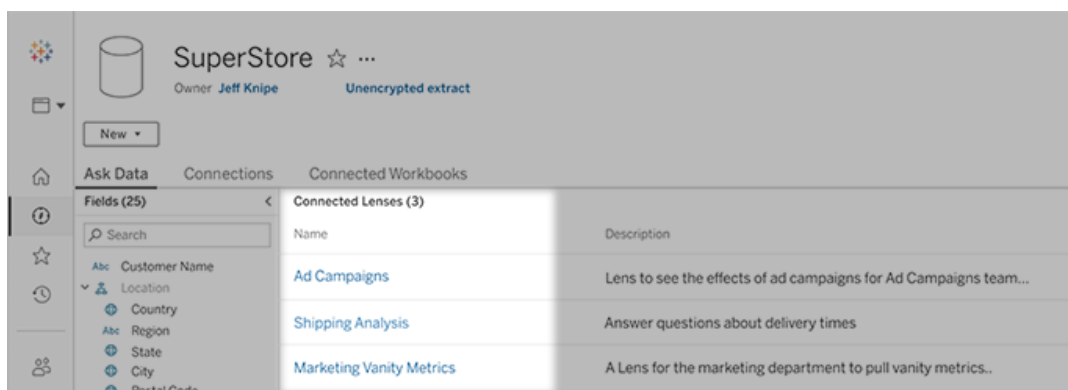 SuperStore ...
Owner Jeff Knipe Unencrypted extract
New
Ask Data Connections Connected Workbooks
Fields (25)
Search
Abc Customer Name
Location
Country
Abc Region
State
City
Postal Code
Connected Lenses (3)
Name Description
Ad Campaigns Lens to see the effects of ad campaigns for Ad Campaigns team...
Shipping Analysis Answer questions about delivery times
Marketing Vanity Metrics A Lens for the marketing department to pull vanity metrics..